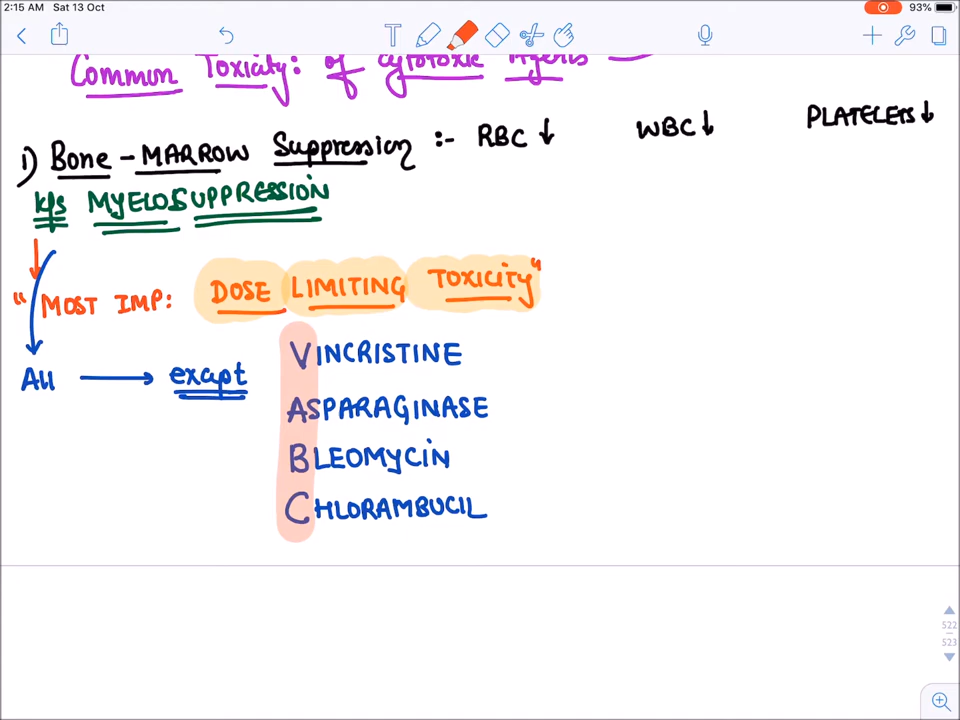 2:15 AM Sat 13 Oct 93%
Common Toxicity: of Cytotoxic Agents
1) Bone - MARROW Suppression :- RBC ↓ WBC ↓ PLATELETS ↓
k/s MYELOSUPPRESSION
"MOST IMP: DOSE LIMITING TOXICITY"
VINCRISTINE
All → exapt
ASPARAGINASE
BLEOMYCIN
CHLORAMBUCIL
522
523